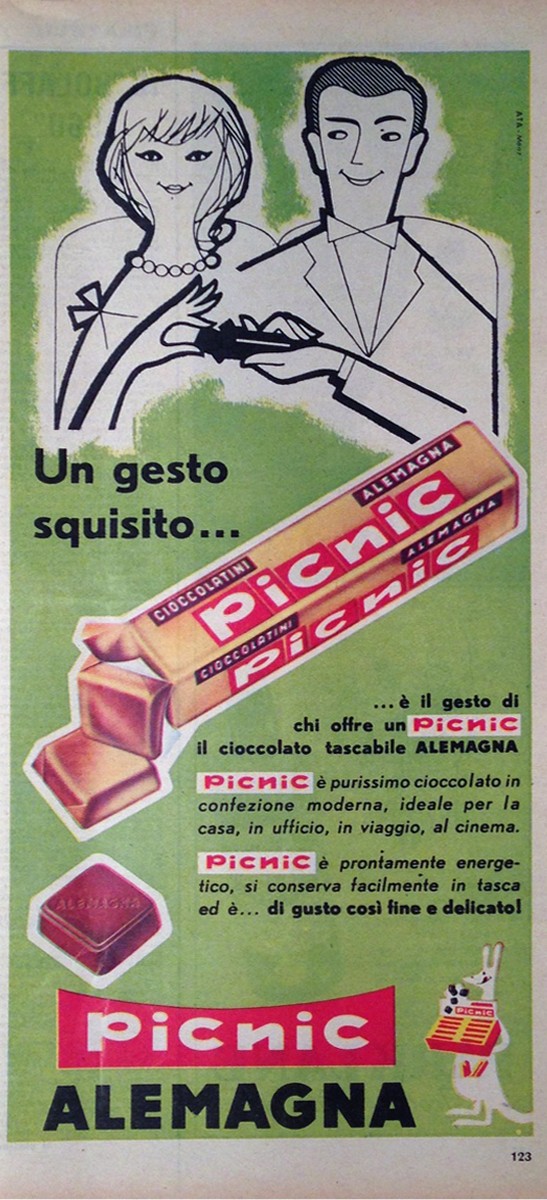 Un gesto
squisito...
CIOCCOLATINI Picnic ALEMAGNA
CIOCCOLATINI Picnic ALEMAGNA
...è il gesto di
chi offre un Picnic
il cioccolato tascabile ALEMAGNA
Picnic è purissimo cioccolato in
confezione moderna, ideale per la
casa, in ufficio, in viaggio, al cinema.
Picnic è prontamente energe-
tico, si conserva facilmente in tasca
ed è... di gusto così fine e delicato!
ALEMAGNA
Picnic
Picnic
ALEMAGNA
123